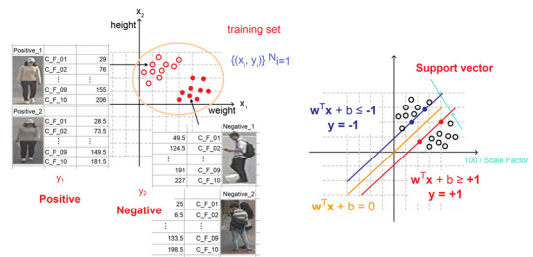 x₂
height
training set
{(xᵢ, yᵢ)} ᴺi=1
Positive_1
C_F_01 29
C_F_02 76
⋮ ⋮
C_F_09 155
C_F_10 206
Positive_2
C_F_01 28.5
C_F_02 73.5
⋮ ⋮
C_F_09 149.5
C_F_10 181.5
y₁
Positive
x₁
weight
Negative_1
49.5 C_F_01
124.5 C_F_02
⋮ ⋮
191 C_F_09
227 C_F_10
y₂
Negative
Negative_2
25 C_F_01
6.5 C_F_02
⋮ ⋮
133.5 C_F_09
198.5 C_F_10
Support vector
wᵀx + b ≤ -1
y = -1
100 / Scale Factor
wᵀx + b ≥ +1
y = +1
wᵀx + b = 0